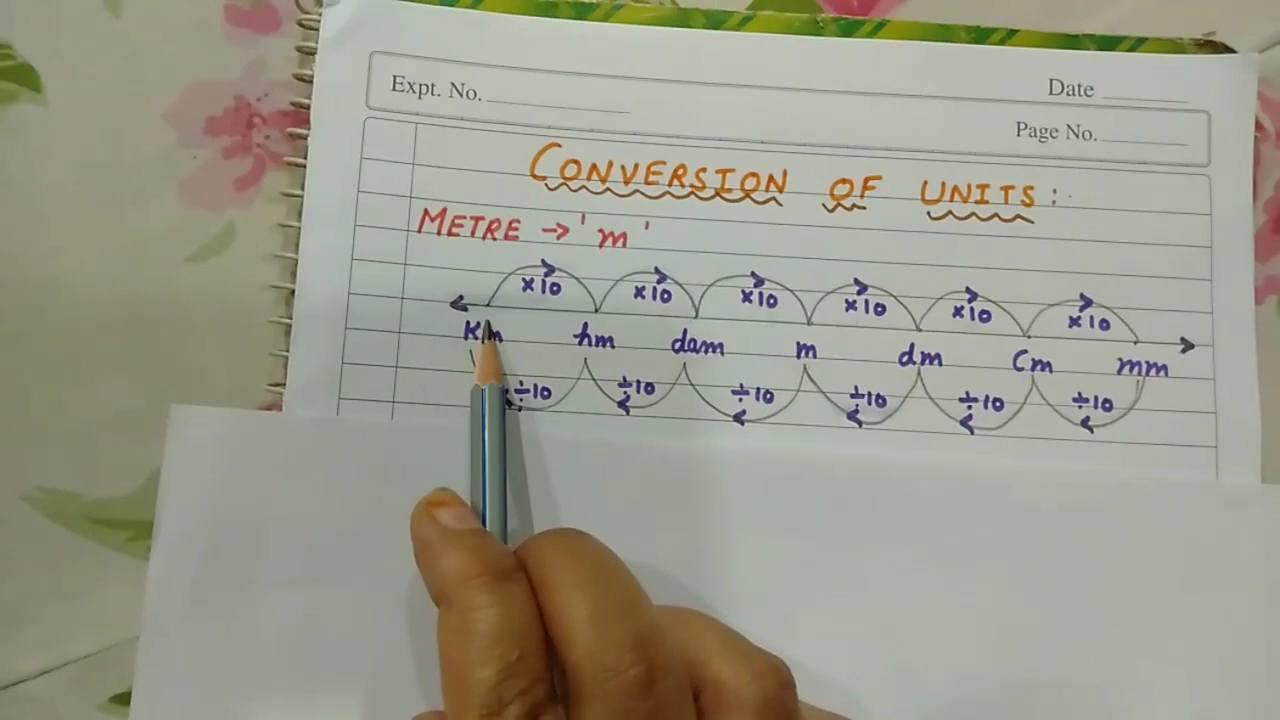 Expt. No.
Date
Page No.
CONVERSION OF UNITS:
METRE → 'm'
×10 ×10 ×10 ×10 ×10 ×10
Km hm dam m dm Cm mm
÷10 ÷10 ÷10 ÷10 ÷10 ÷10